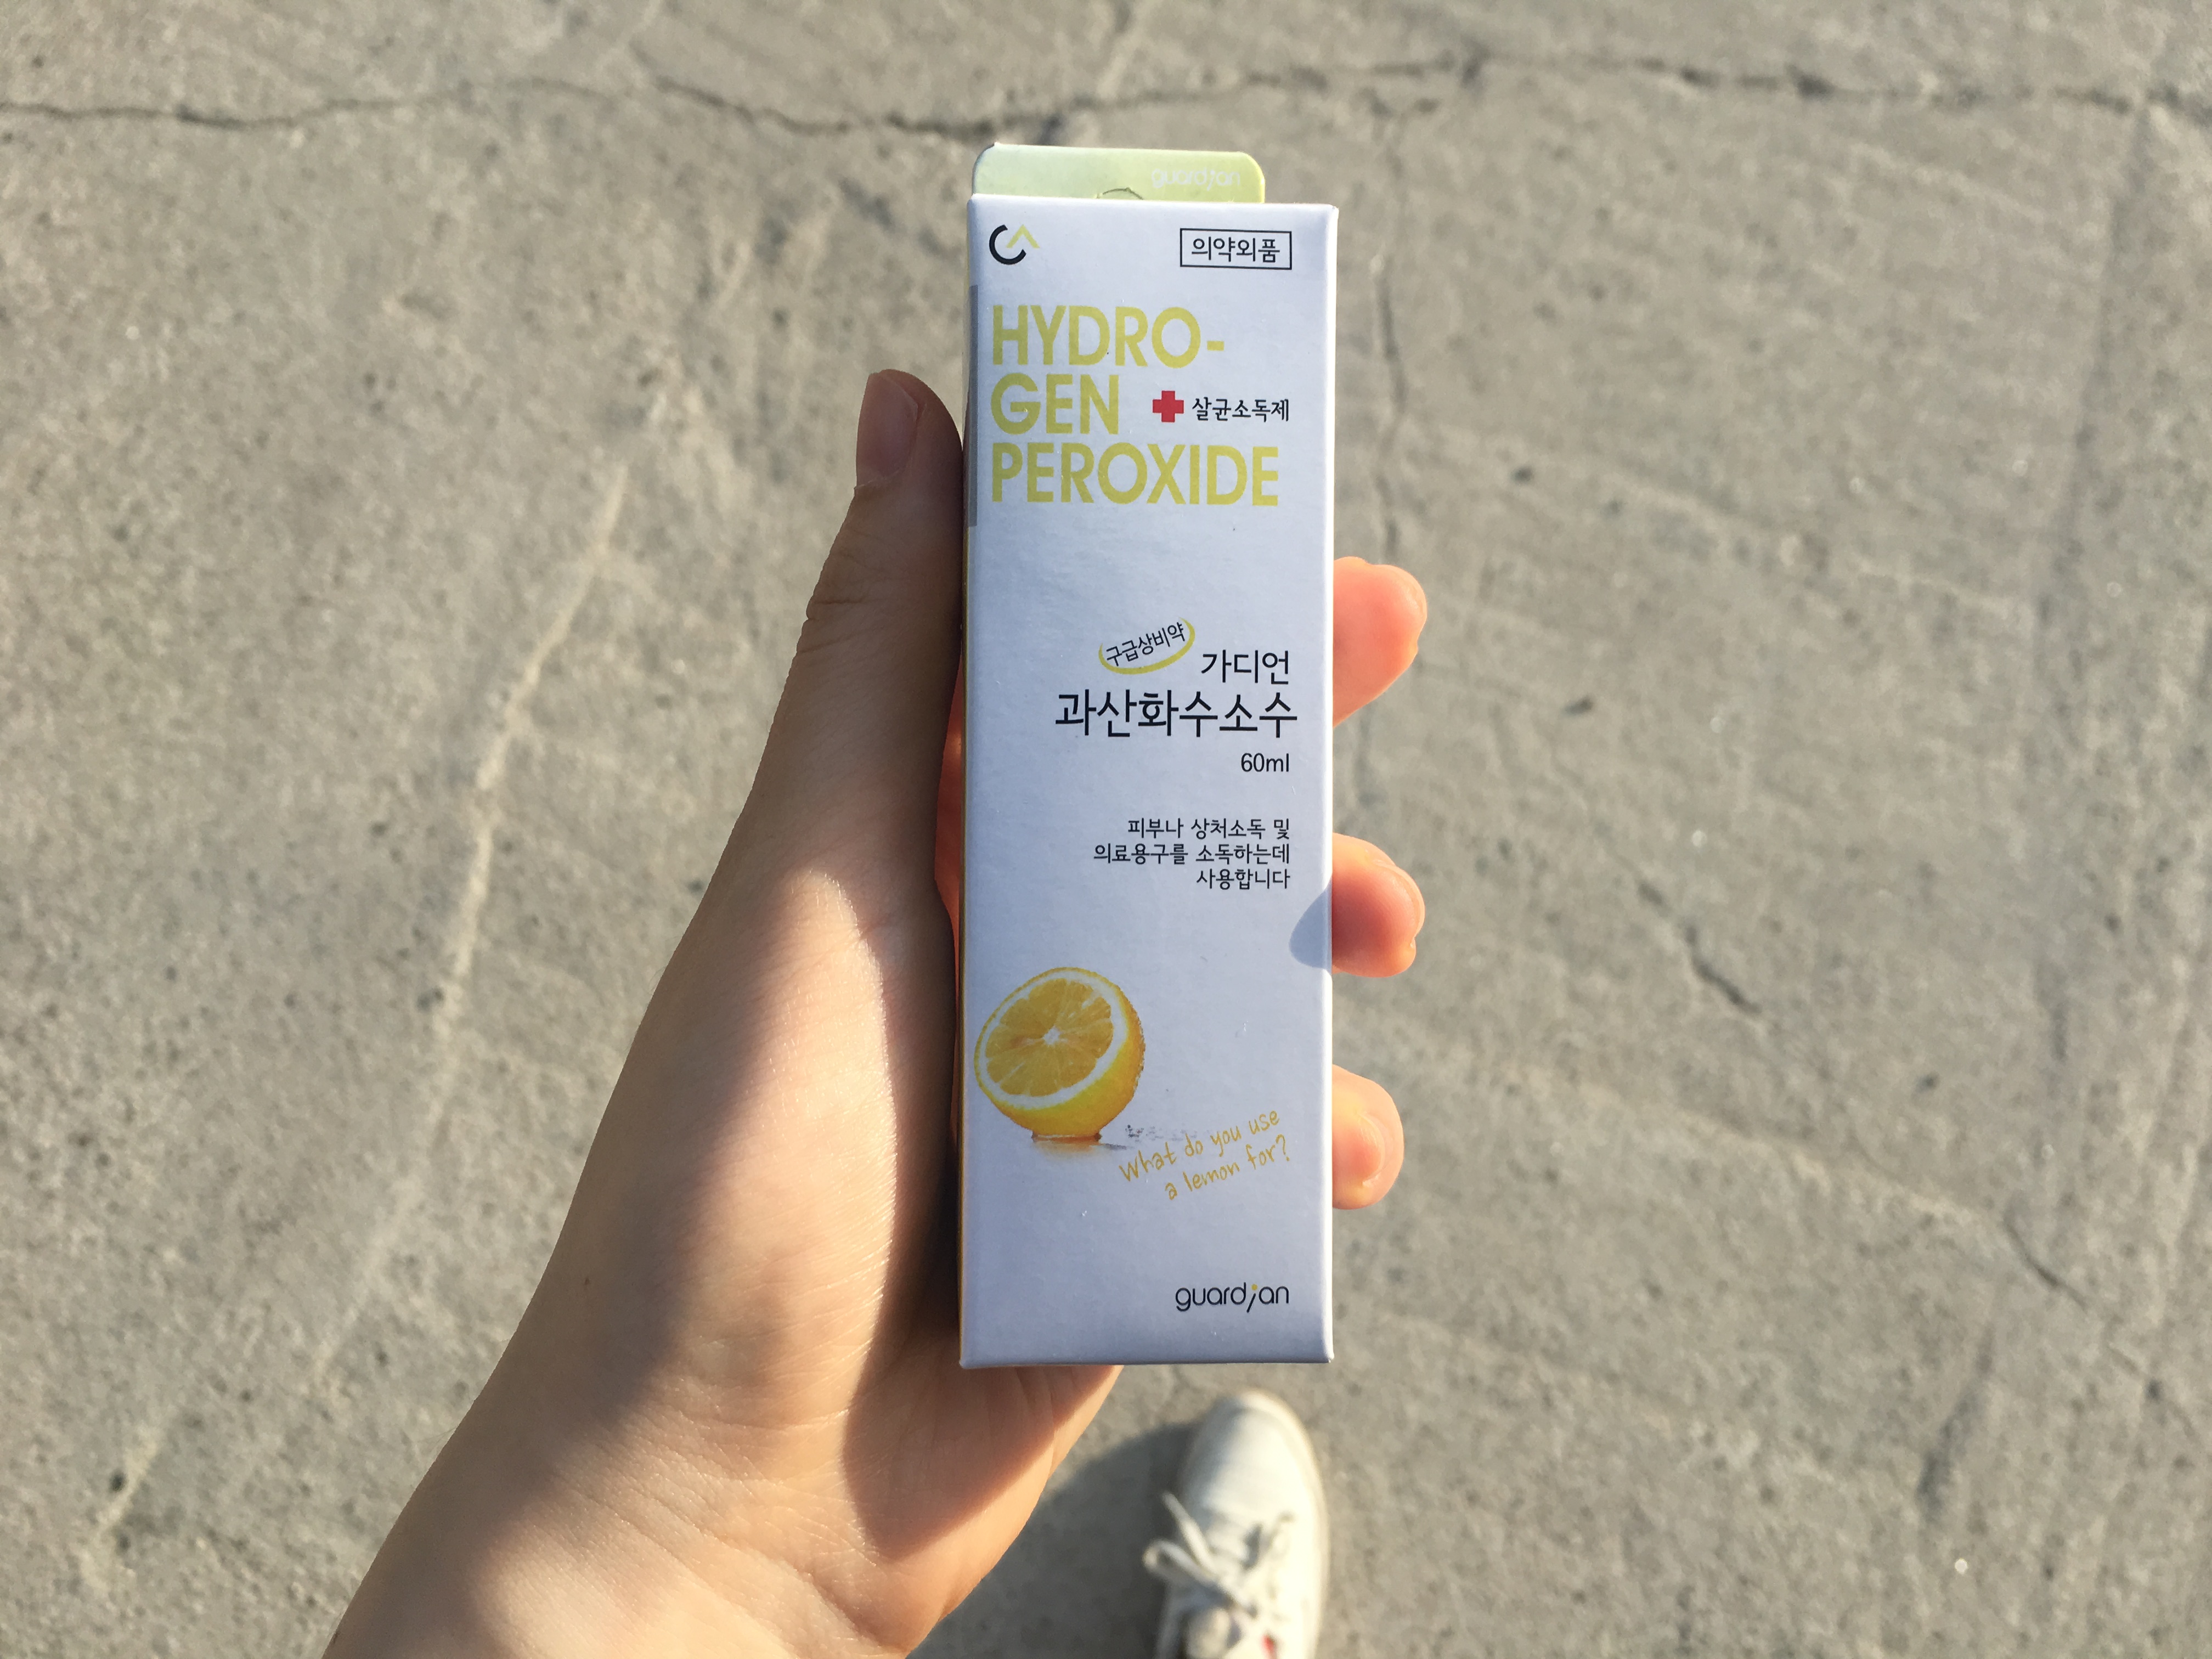 guardian
의약외품
HYDRO-
GEN
살균소독제
PEROXIDE
구급상비약
가디언
과산화수소수
60ml
피부나 상처소독 및
의료용구를 소독하는데
사용합니다
What do you use
a lemon for?
guardian